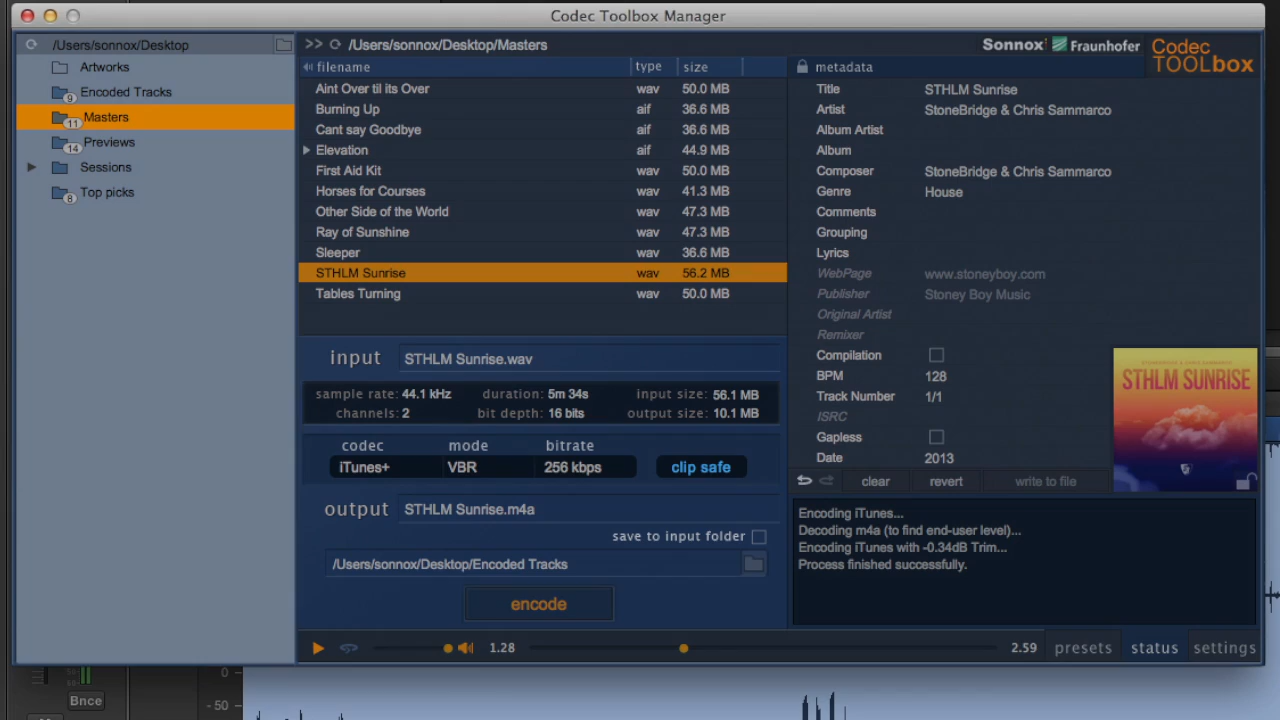 Codec Toolbox Manager
/Users/sonnox/Desktop
Artworks
9 Encoded Tracks
11 Masters
14 Previews
Sessions
8 Top picks
>> /Users/sonnox/Desktop/Masters
filename type size
Aint Over til its Over wav 50.0 MB
Burning Up aif 36.6 MB
Cant say Goodbye aif 36.6 MB
Elevation aif 44.9 MB
First Aid Kit wav 50.0 MB
Horses for Courses wav 41.3 MB
Other Side of the World wav 47.3 MB
Ray of Sunshine wav 47.3 MB
Sleeper wav 36.6 MB
STHLM Sunrise wav 56.2 MB
Tables Turning wav 50.0 MB
input STHLM Sunrise.wav
sample rate: 44.1 kHz duration: 5m 34s input size: 56.1 MB
channels: 2 bit depth: 16 bits output size: 10.1 MB
codec mode bitrate
iTunes+ VBR 256 kbps clip safe
output STHLM Sunrise.m4a
save to input folder
/Users/sonnox/Desktop/Encoded Tracks
encode
1.28 2.59
Sonnox Fraunhofer
Codec
TOOLbox
metadata
Title STHLM Sunrise
Artist StoneBridge & Chris Sammarco
Album Artist
Album
Composer StoneBridge & Chris Sammarco
Genre House
Comments
Grouping
Lyrics
WebPage www.stoneyboy.com
Publisher Stoney Boy Music
Original Artist
Remixer
Compilation
BPM 128
Track Number 1/1
ISRC
Gapless
Date 2013
STONEBRIDGE & CHRIS SAMMARCO
STHLM SUNRISE
clear revert write to file
Encoding iTunes...
Decoding m4a (to find end-user level)...
Encoding iTunes with -0.34dB Trim...
Process finished successfully.
presets status settings
0
Bnce
-50